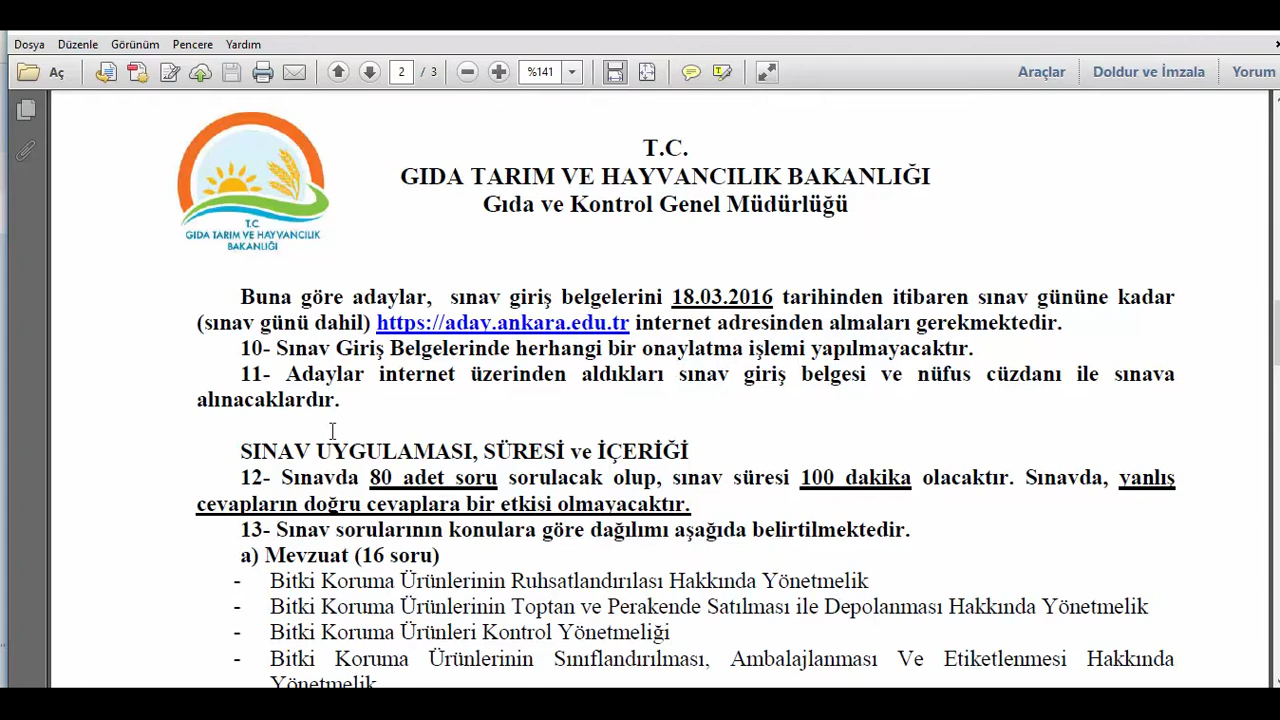 Dosya Düzenle Görünüm Pencere Yardım
Aç 2 / 3 %141 Araçlar Doldur ve İmzala Yorum
T.C.
GIDA TARIM VE HAYVANCILIK BAKANLIĞI
Gıda ve Kontrol Genel Müdürlüğü
T.C.
GIDA TARIM VE HAYVANCILIK
BAKANLIĞI
Buna göre adaylar, sınav giriş belgelerini 18.03.2016 tarihinden itibaren sınav gününe kadar
(sınav günü dahil) https://aday.ankara.edu.tr internet adresinden almaları gerekmektedir.
10- Sınav Giriş Belgelerinde herhangi bir onaylatma işlemi yapılmayacaktır.
11- Adaylar internet üzerinden aldıkları sınav giriş belgesi ve nüfus cüzdanı ile sınava
alınacaklardır.
SINAV UYGULAMASI, SÜRESİ ve İÇERİĞİ
12- Sınavda 80 adet soru sorulacak olup, sınav süresi 100 dakika olacaktır. Sınavda, yanlış
cevapların doğru cevaplara bir etkisi olmayacaktır.
13- Sınav sorularının konulara göre dağılımı aşağıda belirtilmektedir.
a) Mevzuat (16 soru)
- Bitki Koruma Ürünlerinin Ruhsatlandırılası Hakkında Yönetmelik
- Bitki Koruma Ürünlerinin Toptan ve Perakende Satılması ile Depolanması Hakkında Yönetmelik
- Bitki Koruma Ürünleri Kontrol Yönetmeliği
- Bitki Koruma Ürünlerinin Sınıflandırılması, Ambalajlanması Ve Etiketlenmesi Hakkında
Yönetmelik